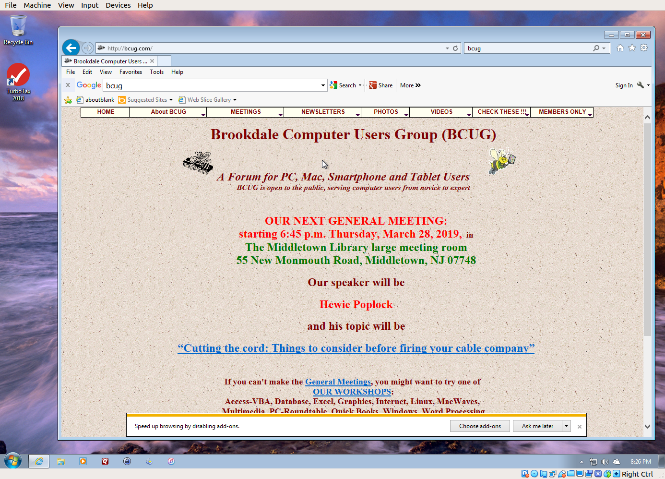 File Machine View Input Devices Help
Recycle Bin
TurboTax
2018
http://bcug.com/
bcug
Brookdale Computer Users ...
File Edit View Favorites Tools Help
x Google bcug Search Share More »
Sign In
aboutblank Suggested Sites Web Slice Gallery
HOME About BCUG MEETINGS NEWSLETTERS PHOTOS VIDEOS CHECK THESE !!! MEMBERS ONLY
Brookdale Computer Users Group (BCUG)
A Forum for PC, Mac, Smartphone and Tablet Users
BCUG is open to the public, serving computer users from novice to expert
OUR NEXT GENERAL MEETING:
starting 6:45 p.m. Thursday, March 28, 2019, in
The Middletown Library large meeting room
55 New Monmouth Road, Middletown, NJ 07748
Our speaker will be
Hewie Poplock
and his topic will be
“Cutting the cord: Things to consider before firing your cable company”
If you can't make the General Meetings, you might want to try one of
OUR WORKSHOPS:
Access-VBA, Database, Excel, Graphics, Internet, Linux, MacWaves,
Multimedia, PC-Roundtable, Quick Books, Windows, Word Processing
Speed up browsing by disabling add-ons.
Choose add-ons
Ask me later
8:26 PM
Right Ctrl